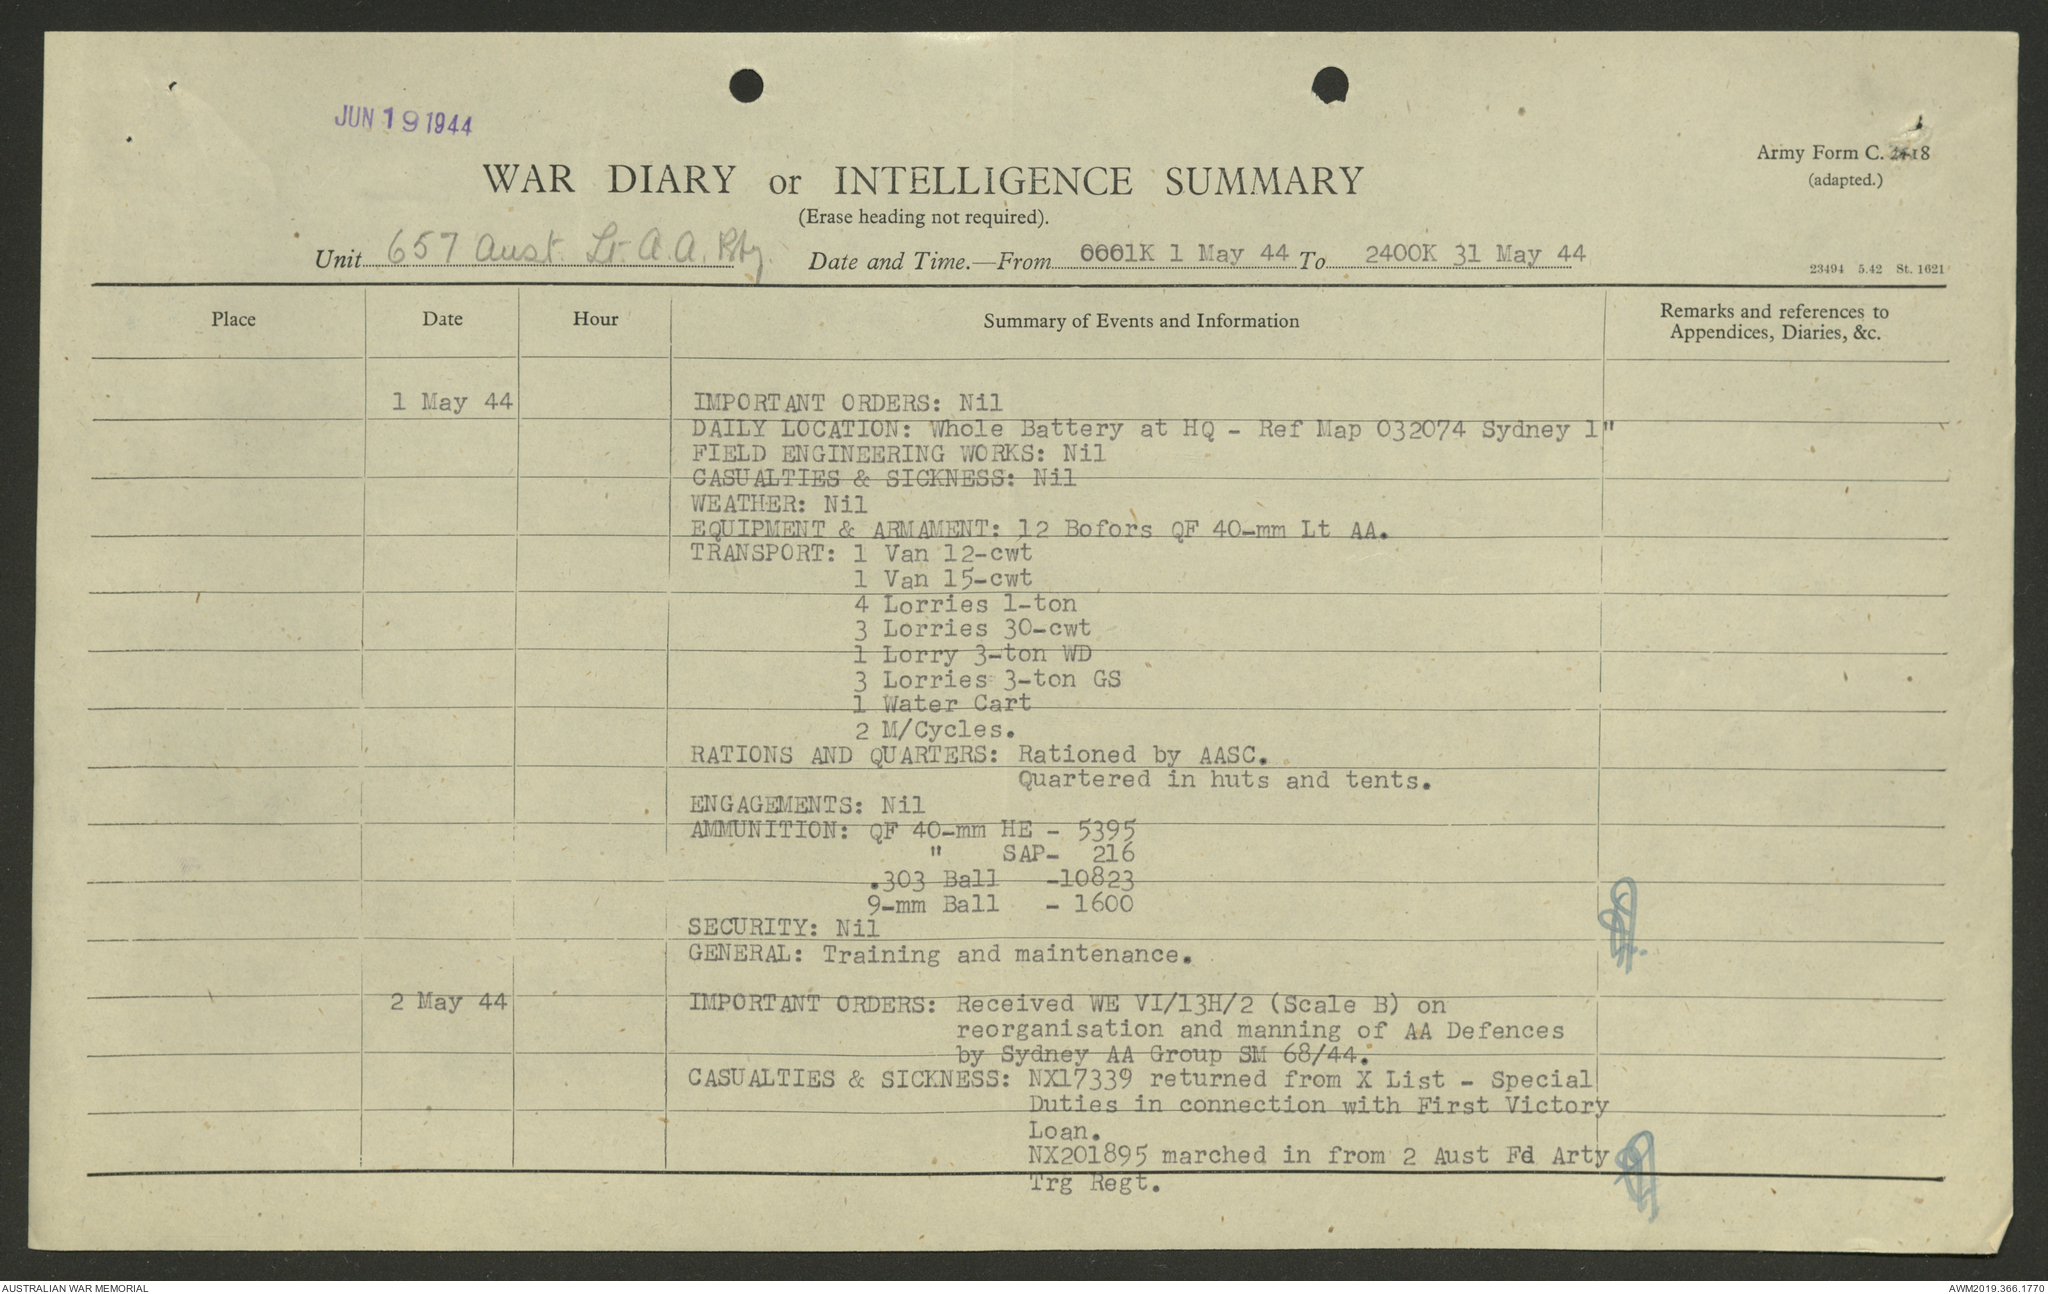 JUN 19 1944
Army Form C. 2118
(adapted.)
WAR DIARY or INTELLIGENCE SUMMARY
(Erase heading not required).
Unit 657 Aust. Lt. A.A. Bty. Date and Time.—From 0001K 1 May 44 To 2400K 31 May 44
23494 5.42 St. 1621
Place Date Hour Summary of Events and Information Remarks and references to
Appendices, Diaries, &c.
1 May 44 IMPORTANT ORDERS: Nil
DAILY LOCATION: Whole Battery at HQ - Ref Map 032074 Sydney 1"
FIELD ENGINEERING WORKS: Nil
CASUALTIES & SICKNESS: Nil
WEATHER: Nil
EQUIPMENT & ARMAMENT: 12 Bofors QF 40-mm Lt AA.
TRANSPORT: 1 Van 12-cwt
1 Van 15-cwt
4 Lorries 1-ton
3 Lorries 30-cwt
1 Lorry 3-ton WD
3 Lorries 3-ton GS
1 Water Cart
2 M/Cycles.
RATIONS AND QUARTERS: Rationed by AASC.
Quartered in huts and tents.
ENGAGEMENTS: Nil
AMMUNITION: QF 40-mm HE - 5395
" SAP- 216
.303 Ball -10823
9-mm Ball - 1600
SECURITY: Nil
GENERAL: Training and maintenance.
2 May 44 IMPORTANT ORDERS: Received WE VI/13H/2 (Scale B) on
reorganisation and manning of AA Defences
by Sydney AA Group SM 68/44.
CASUALTIES & SICKNESS: NX17339 returned from X List - Special
Duties in connection with First Victory
Loan.
NX201895 marched in from 2 Aust Fd Arty
Trg Regt.
AUSTRALIAN WAR MEMORIAL AWM2019.366.1770